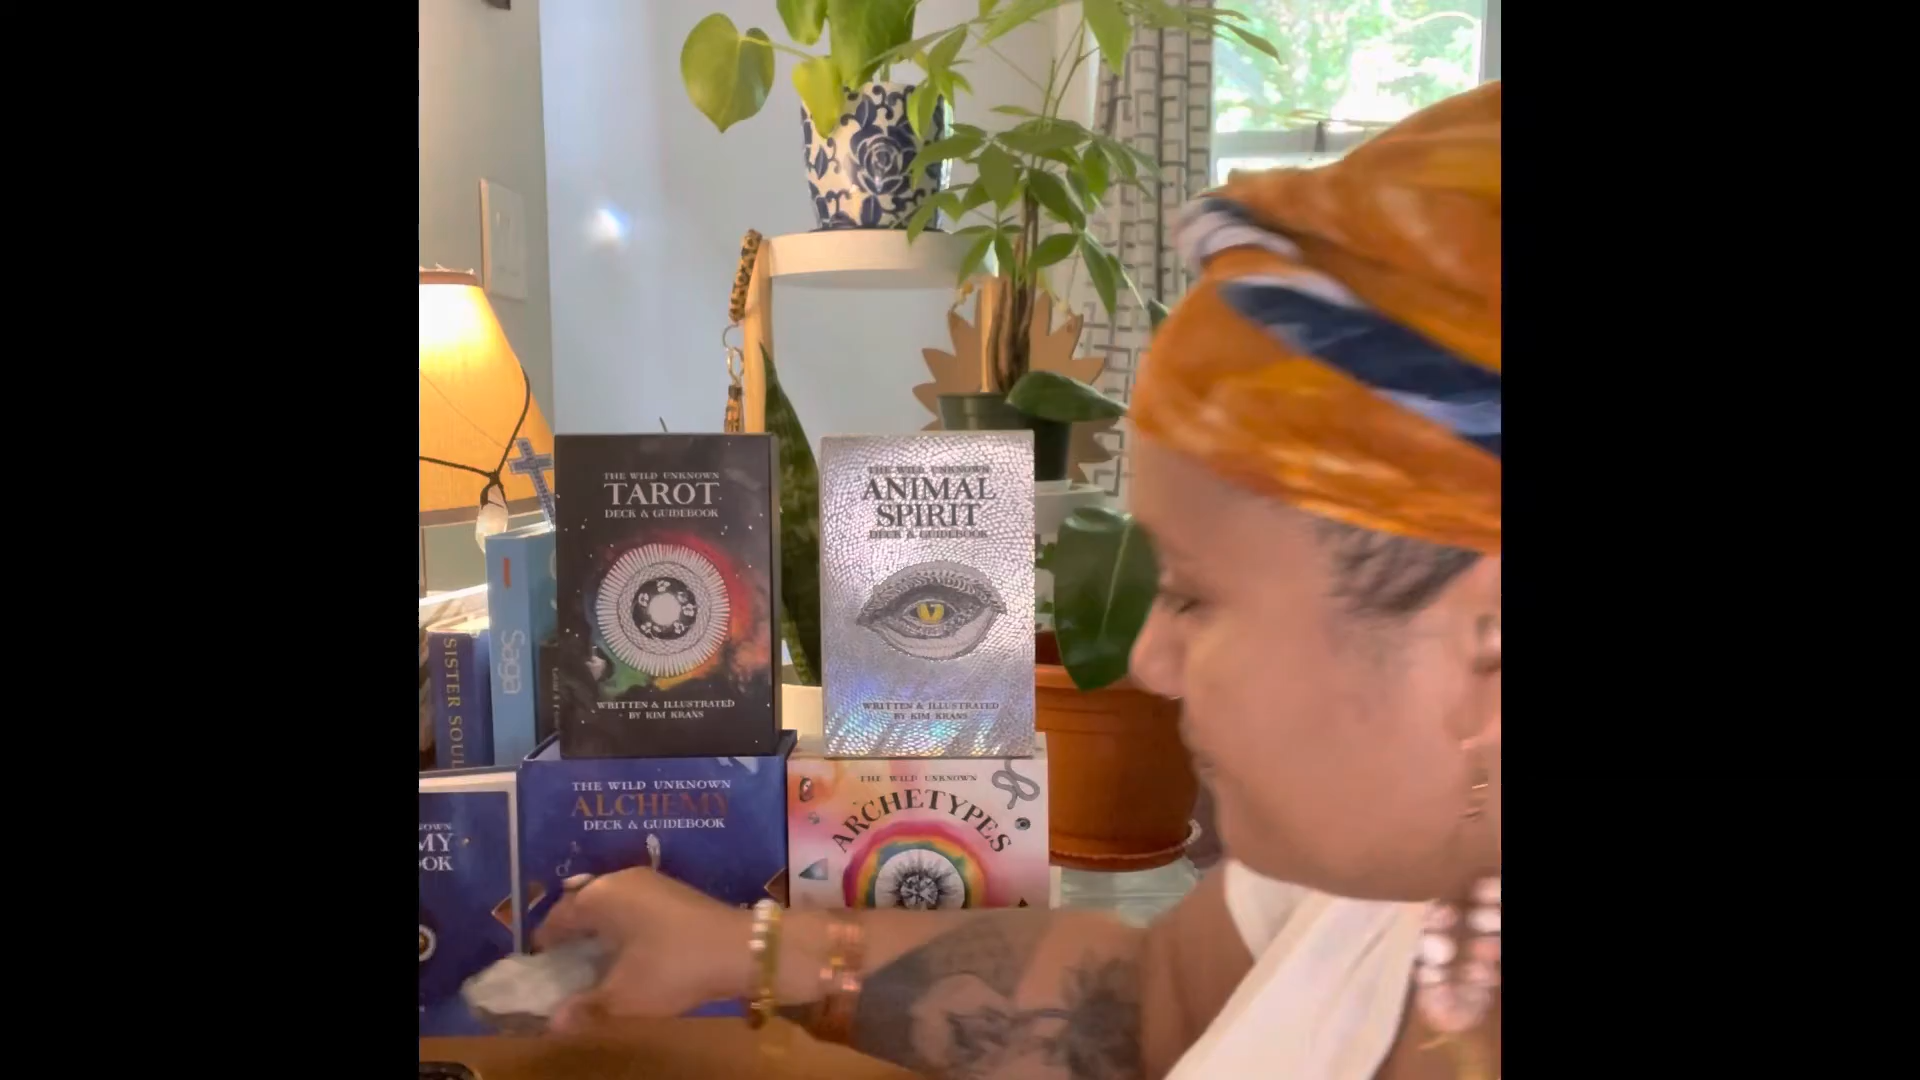 THE WILD UNKNOWN
TAROT
DECK & GUIDEBOOK
WRITTEN & ILLUSTRATED
BY KIM KRANS
THE WILD UNKNOWN
ANIMAL
SPIRIT
DECK & GUIDEBOOK
WRITTEN & ILLUSTRATED
BY KIM KRANS
SISTER SOUL
Saga
THE WILD UNKNOWN
ALCHEMY
DECK & GUIDEBOOK
THE WILD UNKNOWN
ARCHETYPES
OWN
MY
OOK